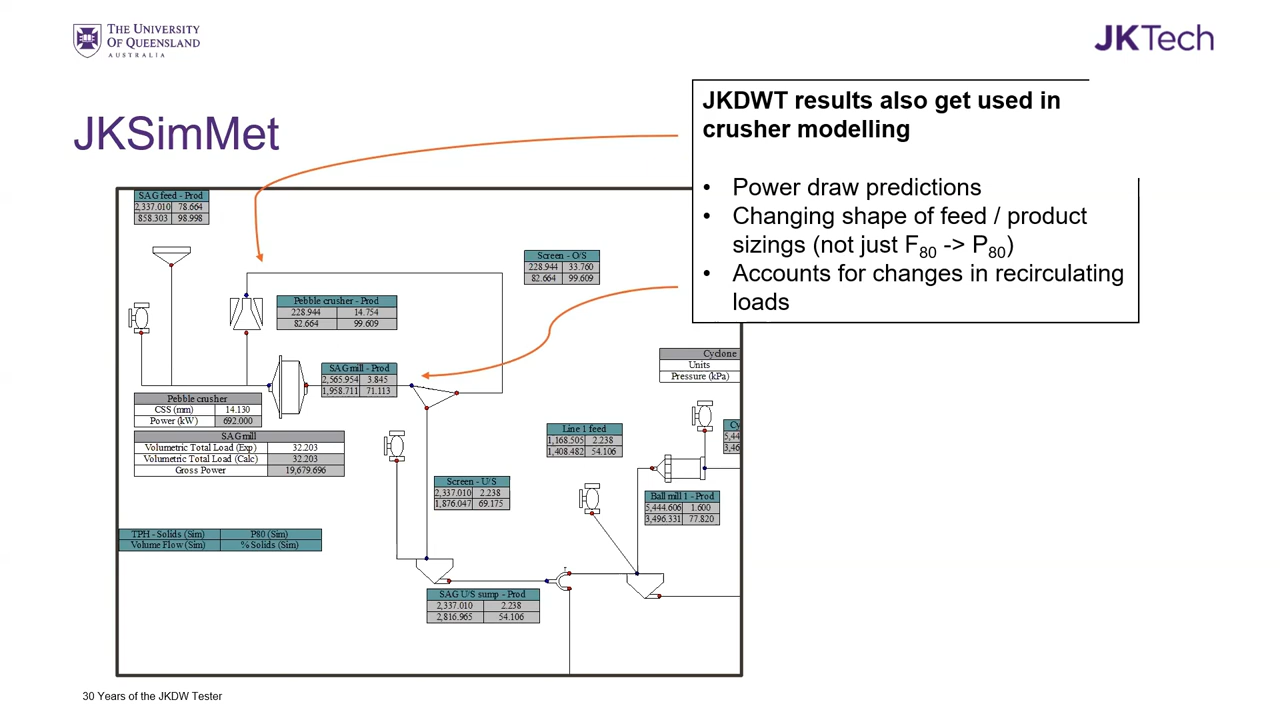 THE UNIVERSITY
OF QUEENSLAND
AUSTRALIA
JKTech
JKSimMet
JKDWT results also get used in
crusher modelling
• Power draw predictions
• Changing shape of feed / product
sizings (not just F80 -> P80)
• Accounts for changes in recirculating
loads
SAG feed - Prod
2,337.010 78.664
858.303 98.998
Screen - O/S
228.944 33.760
82.664 99.609
Pebble crusher - Prod
228.944 14.754
82.664 99.609
SAG mill - Prod
2,565.954 3.845
1,958.711 71.113
Cyclone
Units
Pressure (kPa)
Pebble crusher
CSS (mm) 14.130
Power (kW) 692.000
SAG mill
Volumetric Total Load (Exp) 32.203
Volumetric Total Load (Calc) 32.203
Gross Power 19,679.696
Line 1 feed
1,168.505 2.238
1,408.482 54.106
Cy
5,44
3,46
Screen - U/S
2,337.010 2.238
1,876.047 69.175
Ball mill 1 - Prod
5,444.606 1.600
3,496.331 77.820
TPH - Solids (Sim) P80 (Sim)
Volume Flow (Sim) % Solids (Sim)
SAG U/S sump - Prod
2,337.010 2.238
2,816.965 54.106
30 Years of the JKDW Tester